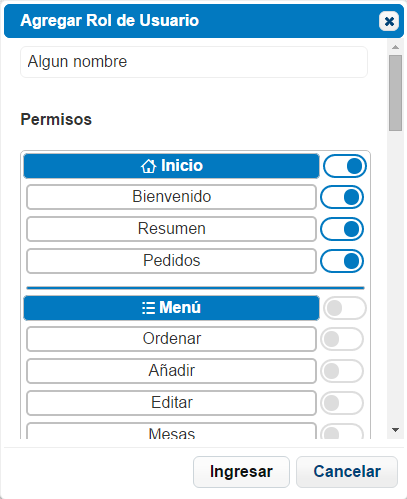 Agregar Rol de Usuario
Algun nombre
Permisos
Inicio
Bienvenido
Resumen
Pedidos
Menú
Ordenar
Añadir
Editar
Mesas
Ingresar
Cancelar